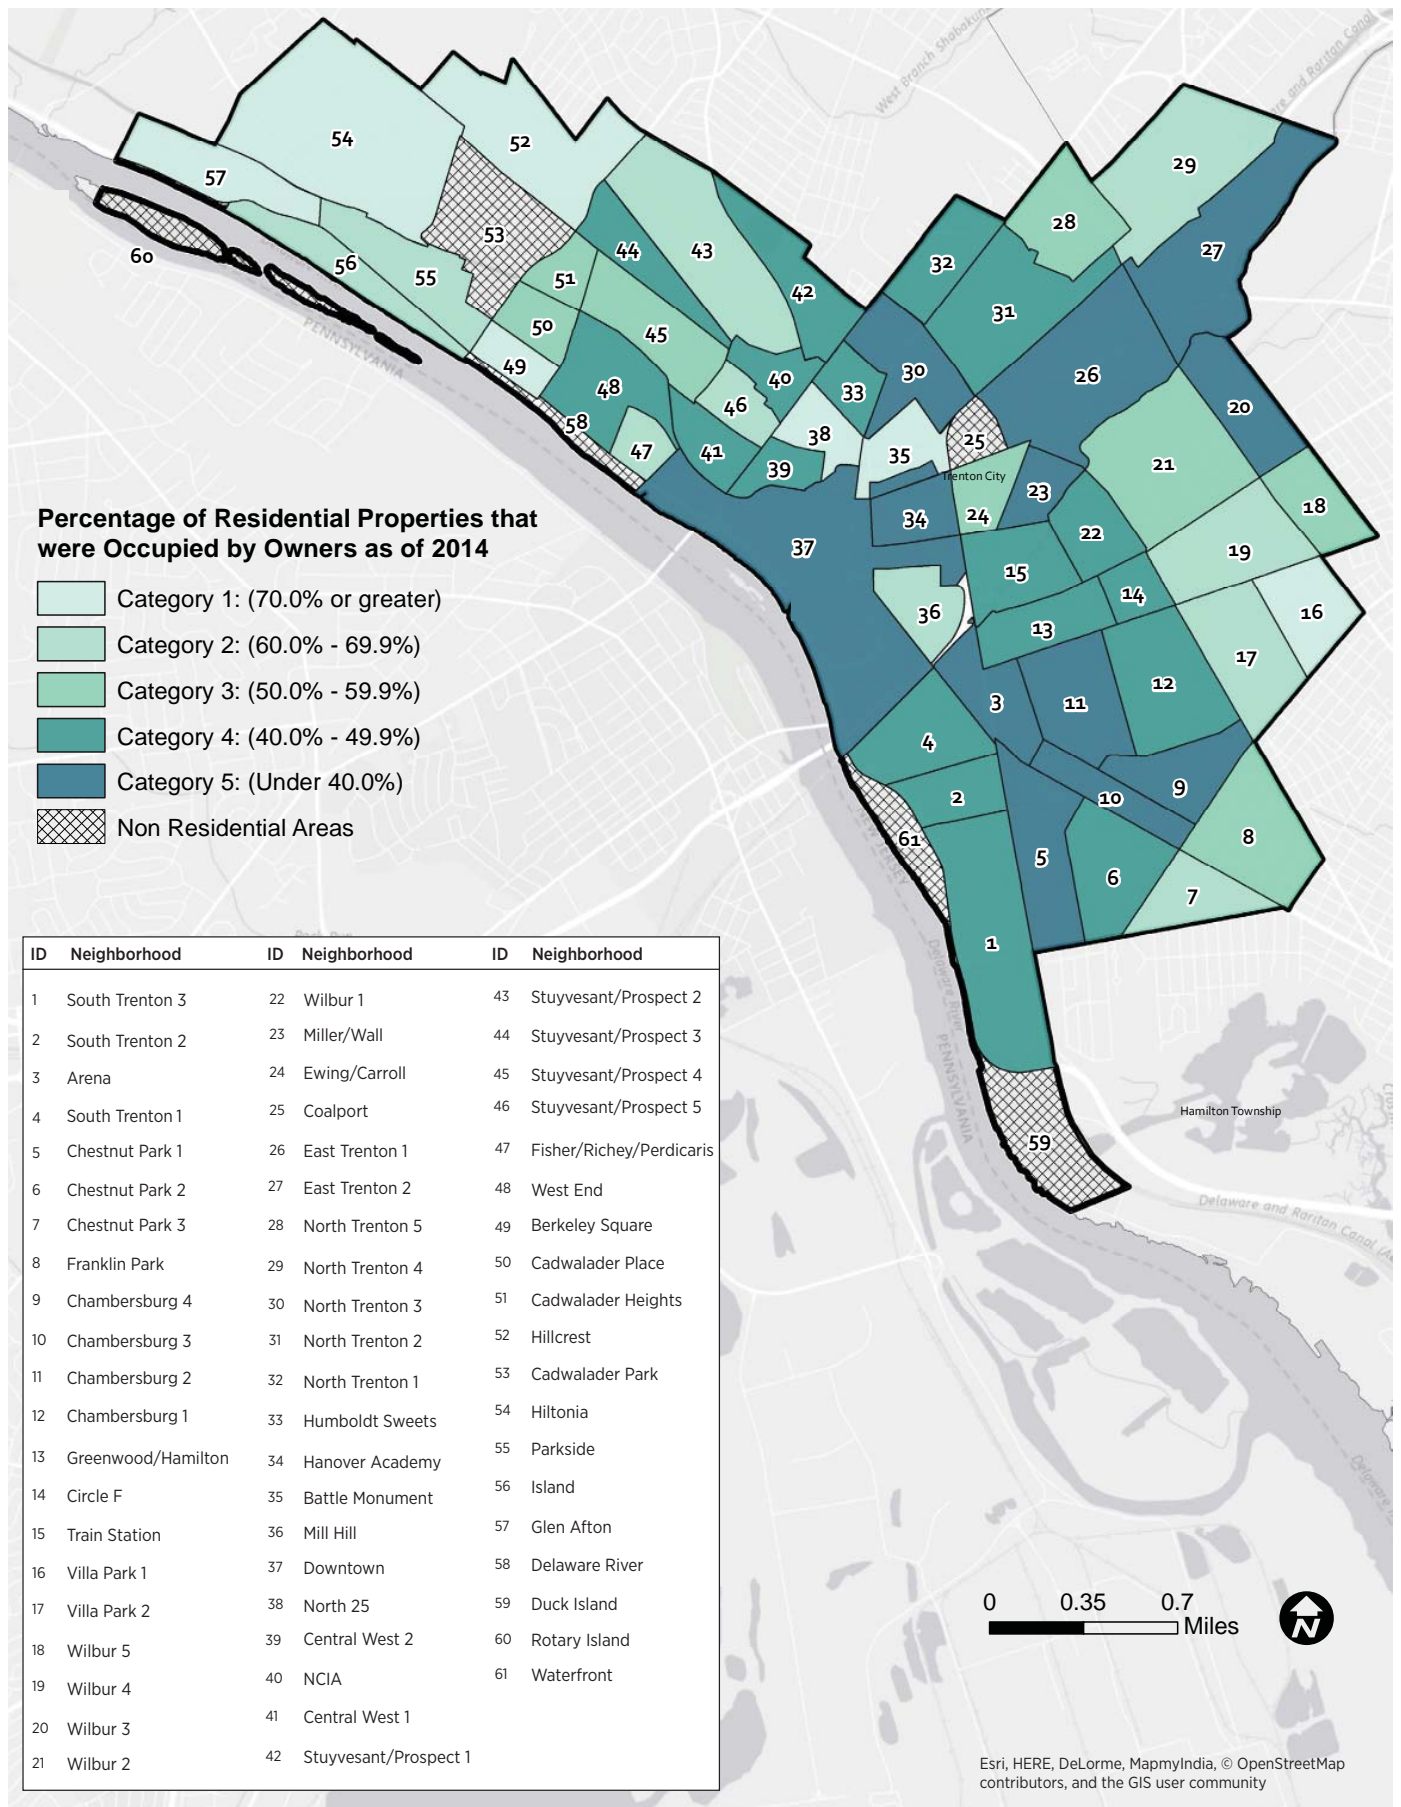 West Branch Shabakunk
54
52
57
53
60
56
55
51
50
49
44
43
42
45
48
40
46
58
47
41
38
39
33
30
35
32
31
28
29
27
26
20
25
Trenton City
23
24
34
21
18
22
19
37
15
14
36
13
16
17
12
3
11
4
2
10
9
61
5
6
8
7
1
59
PENNSYLVANIA
Percentage of Residential Properties that
were Occupied by Owners as of 2014
Category 1: (70.0% or greater)
Category 2: (60.0% - 69.9%)
Category 3: (50.0% - 59.9%)
Category 4: (40.0% - 49.9%)
Category 5: (Under 40.0%)
Non Residential Areas
Delaware River
PENNSYLVANIA
Hamilton Township
Delaware and Raritan Canal
ID Neighborhood
1 South Trenton 3
2 South Trenton 2
3 Arena
4 South Trenton 1
5 Chestnut Park 1
6 Chestnut Park 2
7 Chestnut Park 3
8 Franklin Park
9 Chambersburg 4
10 Chambersburg 3
11 Chambersburg 2
12 Chambersburg 1
13 Greenwood/Hamilton
14 Circle F
15 Train Station
16 Villa Park 1
17 Villa Park 2
18 Wilbur 5
19 Wilbur 4
20 Wilbur 3
21 Wilbur 2
ID Neighborhood
22 Wilbur 1
23 Miller/Wall
24 Ewing/Carroll
25 Coalport
26 East Trenton 1
27 East Trenton 2
28 North Trenton 5
29 North Trenton 4
30 North Trenton 3
31 North Trenton 2
32 North Trenton 1
33 Humboldt Sweets
34 Hanover Academy
35 Battle Monument
36 Mill Hill
37 Downtown
38 North 25
39 Central West 2
40 NCIA
41 Central West 1
42 Stuyvesant/Prospect 1
ID Neighborhood
43 Stuyvesant/Prospect 2
44 Stuyvesant/Prospect 3
45 Stuyvesant/Prospect 4
46 Stuyvesant/Prospect 5
47 Fisher/Richey/Perdicaris
48 West End
49 Berkeley Square
50 Cadwalader Place
51 Cadwalader Heights
52 Hillcrest
53 Cadwalader Park
54 Hiltonia
55 Parkside
56 Island
57 Glen Afton
58 Delaware River
59 Duck Island
60 Rotary Island
61 Waterfront
0 0.35 0.7
Miles
N
Esri, HERE, DeLorme, MapmyIndia, © OpenStreetMap
contributors, and the GIS user community